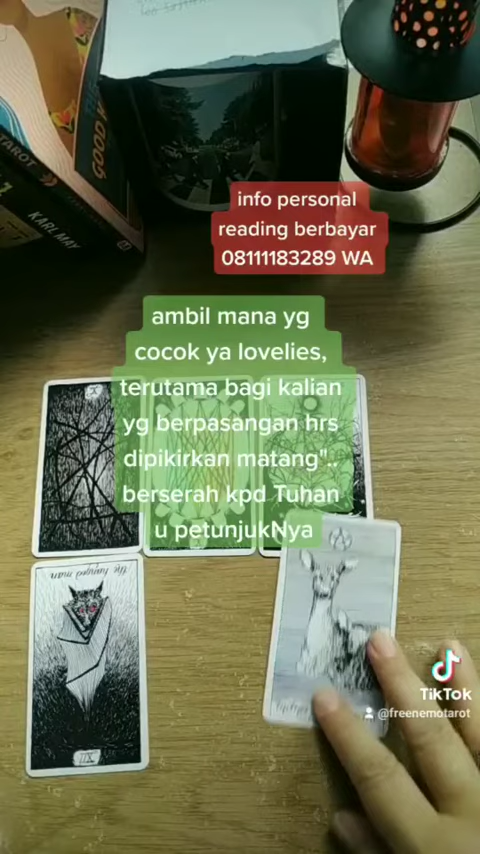 TAROT
GOOD
KARL MAY
info personal
reading berbayar
08111183289 WA
ambil mana yg
cocok ya lovelies,
terutama bagi kalian
yg berpasangan hrs
dipikirkan matang"..
berserah kpd Tuhan
u petunjukNya
X
the hanged man
XII
TikTok
@freenemotarot